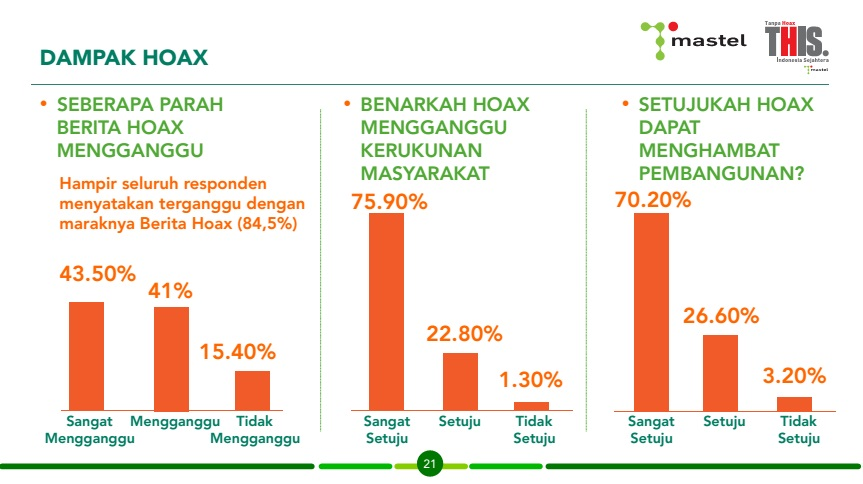 DAMPAK HOAX
mastel
Tanpa Hoax
THIS.
Indonesia Sejahtera
mastel
• SEBERAPA PARAH
BERITA HOAX
MENGGANGGU
Hampir seluruh responden
menyatakan terganggu dengan
maraknya Berita Hoax (84,5%)
43.50%
41%
15.40%
Sangat
Mengganggu
Mengganggu
Tidak
Mengganggu
• BENARKAH HOAX
MENGGANGGU
KERUKUNAN
MASYARAKAT
75.90%
22.80%
1.30%
Sangat
Setuju
Setuju
Tidak
Setuju
• SETUJUKAH HOAX
DAPAT
MENGHAMBAT
PEMBANGUNAN?
70.20%
26.60%
3.20%
Sangat
Setuju
Setuju
Tidak
Setuju
21